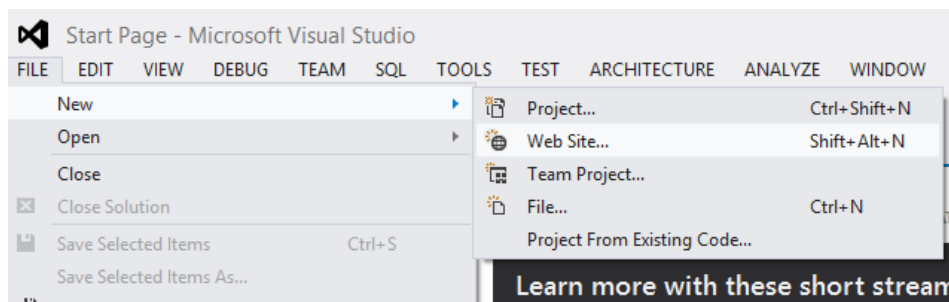 Start Page - Microsoft Visual Studio
FILE EDIT VIEW DEBUG TEAM SQL TOOLS TEST ARCHITECTURE ANALYZE WINDOW
New
Open
Close
Close Solution
Save Selected Items Ctrl+S
Save Selected Items As...
Project... Ctrl+Shift+N
Web Site... Shift+Alt+N
Team Project...
File... Ctrl+N
Project From Existing Code...
Learn more with these short